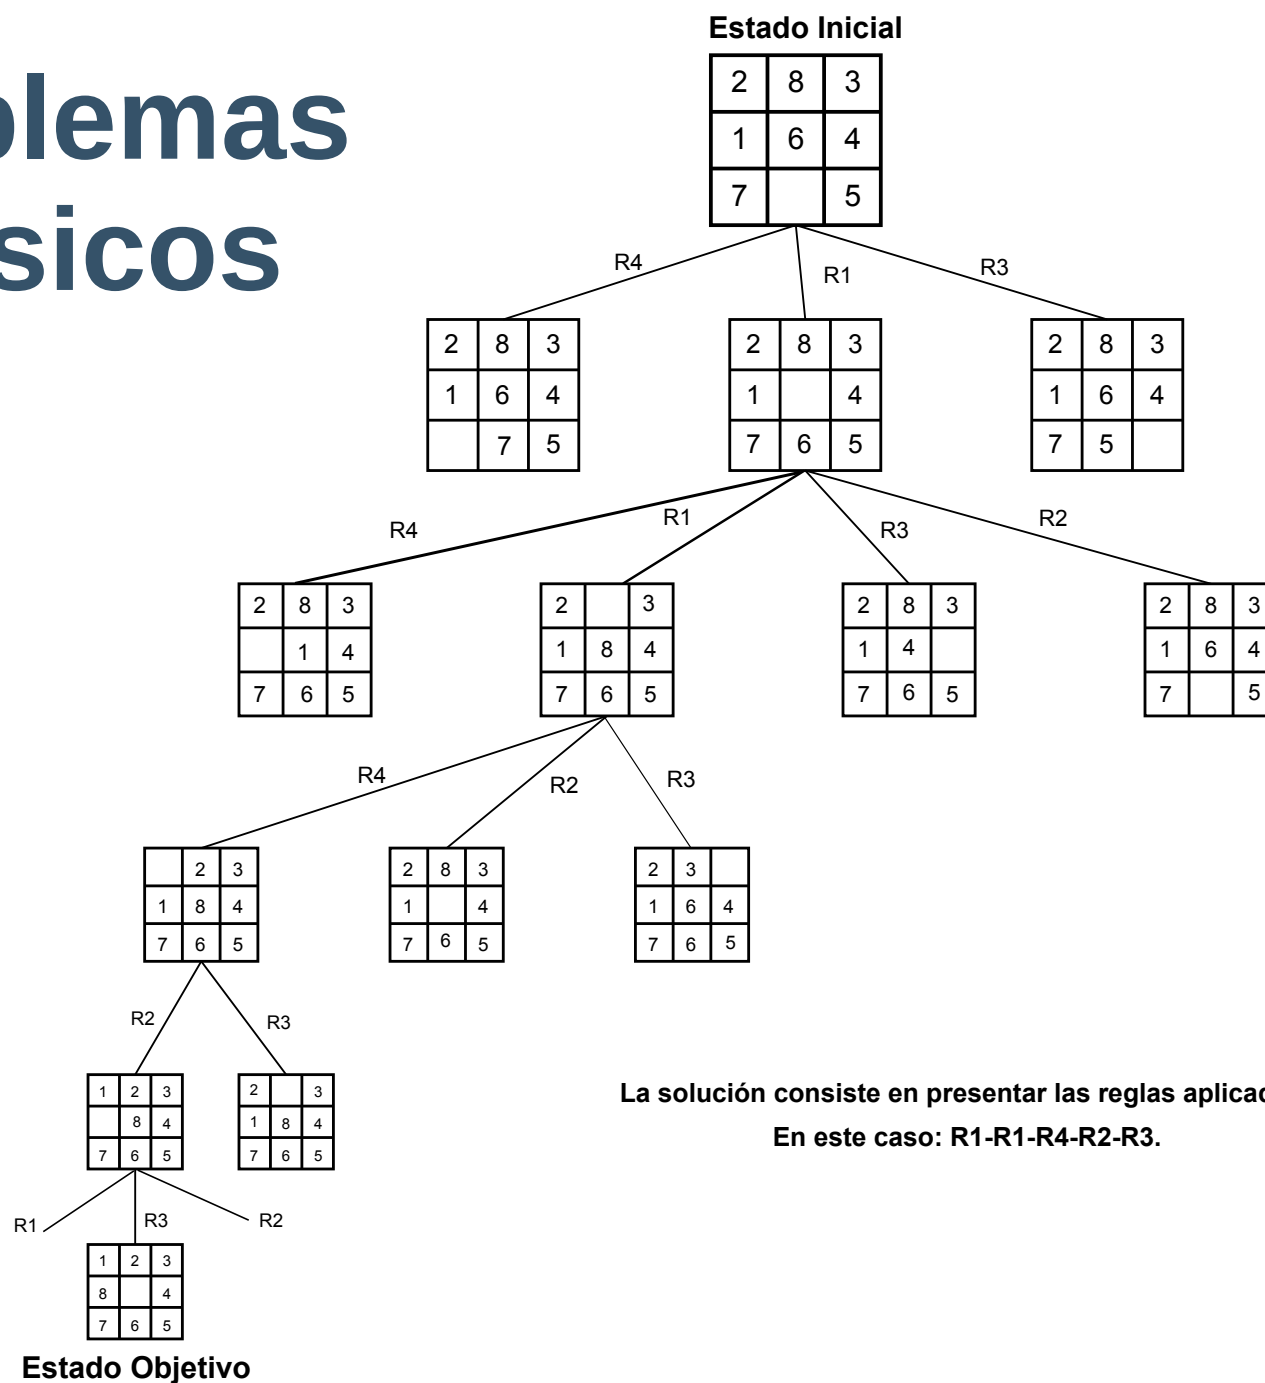 Estado Inicial
blemas
sicos
2 8 3
1 6 4
7 5
R4 R1 R3
2 8 3
1 6 4
7 5
2 8 3
1 4
7 6 5
2 8 3
1 6 4
7 5
R4 R1 R3 R2
2 8 3
1 4
7 6 5
2 3
1 8 4
7 6 5
2 8 3
1 4
7 6 5
2 8 3
1 6 4
7 5
R4 R2 R3
2 3
1 8 4
7 6 5
2 8 3
1 4
7 6 5
2 3
1 6 4
7 6 5
R2 R3
1 2 3
8 4
7 6 5
2 3
1 8 4
7 6 5
La solución consiste en presentar las reglas aplicad
En este caso: R1-R1-R4-R2-R3.
R1 R3 R2
1 2 3
8 4
7 6 5
Estado Objetivo